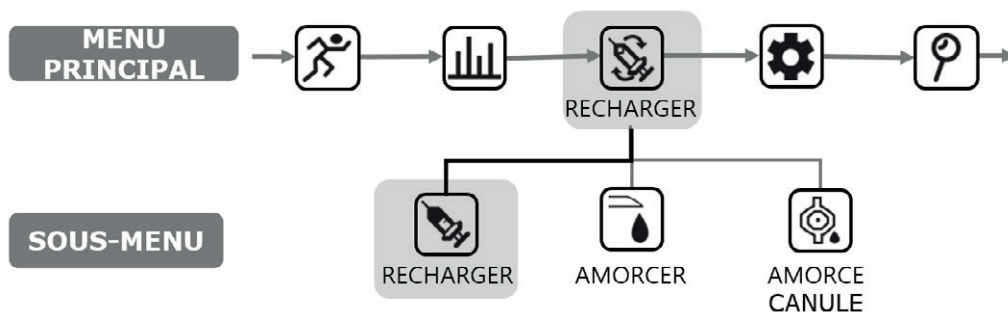 MENU
PRINCIPAL
RECHARGER
SOUS-MENU
RECHARGER
AMORCER
AMORCE
CANULE